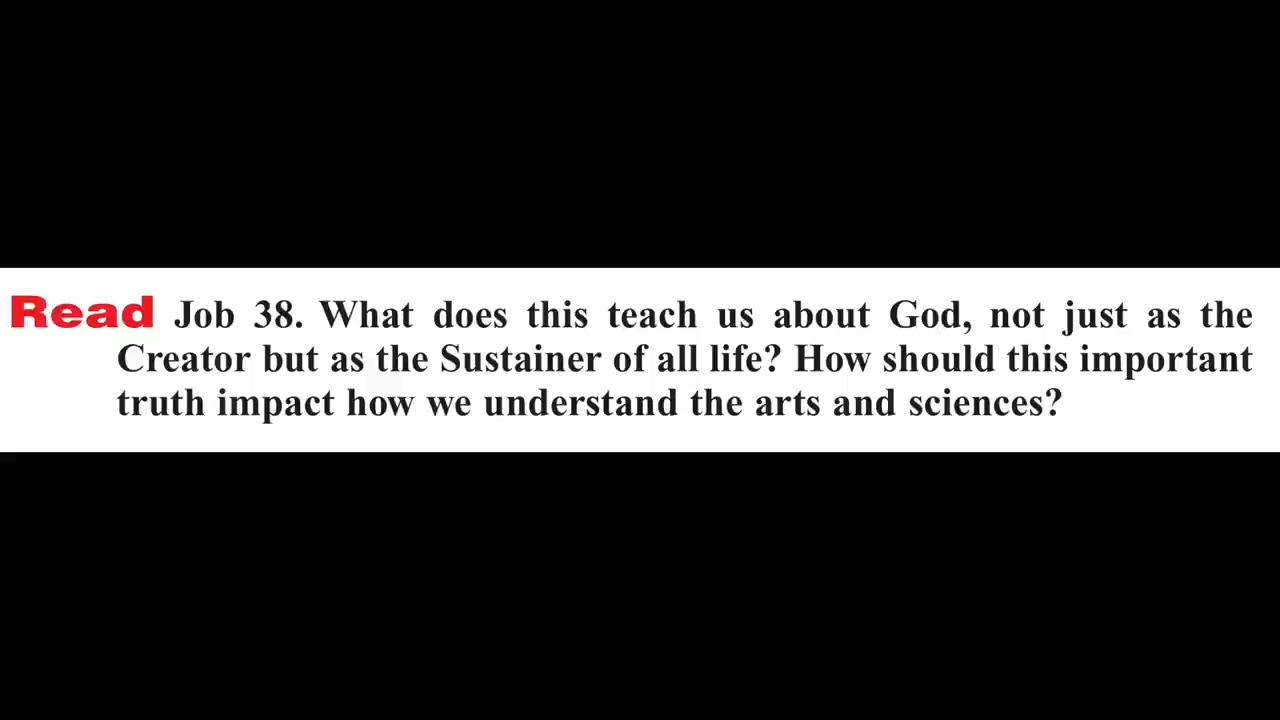 Read Job 38. What does this teach us about God, not just as the
Creator but as the Sustainer of all life? How should this important
truth impact how we understand the arts and sciences?